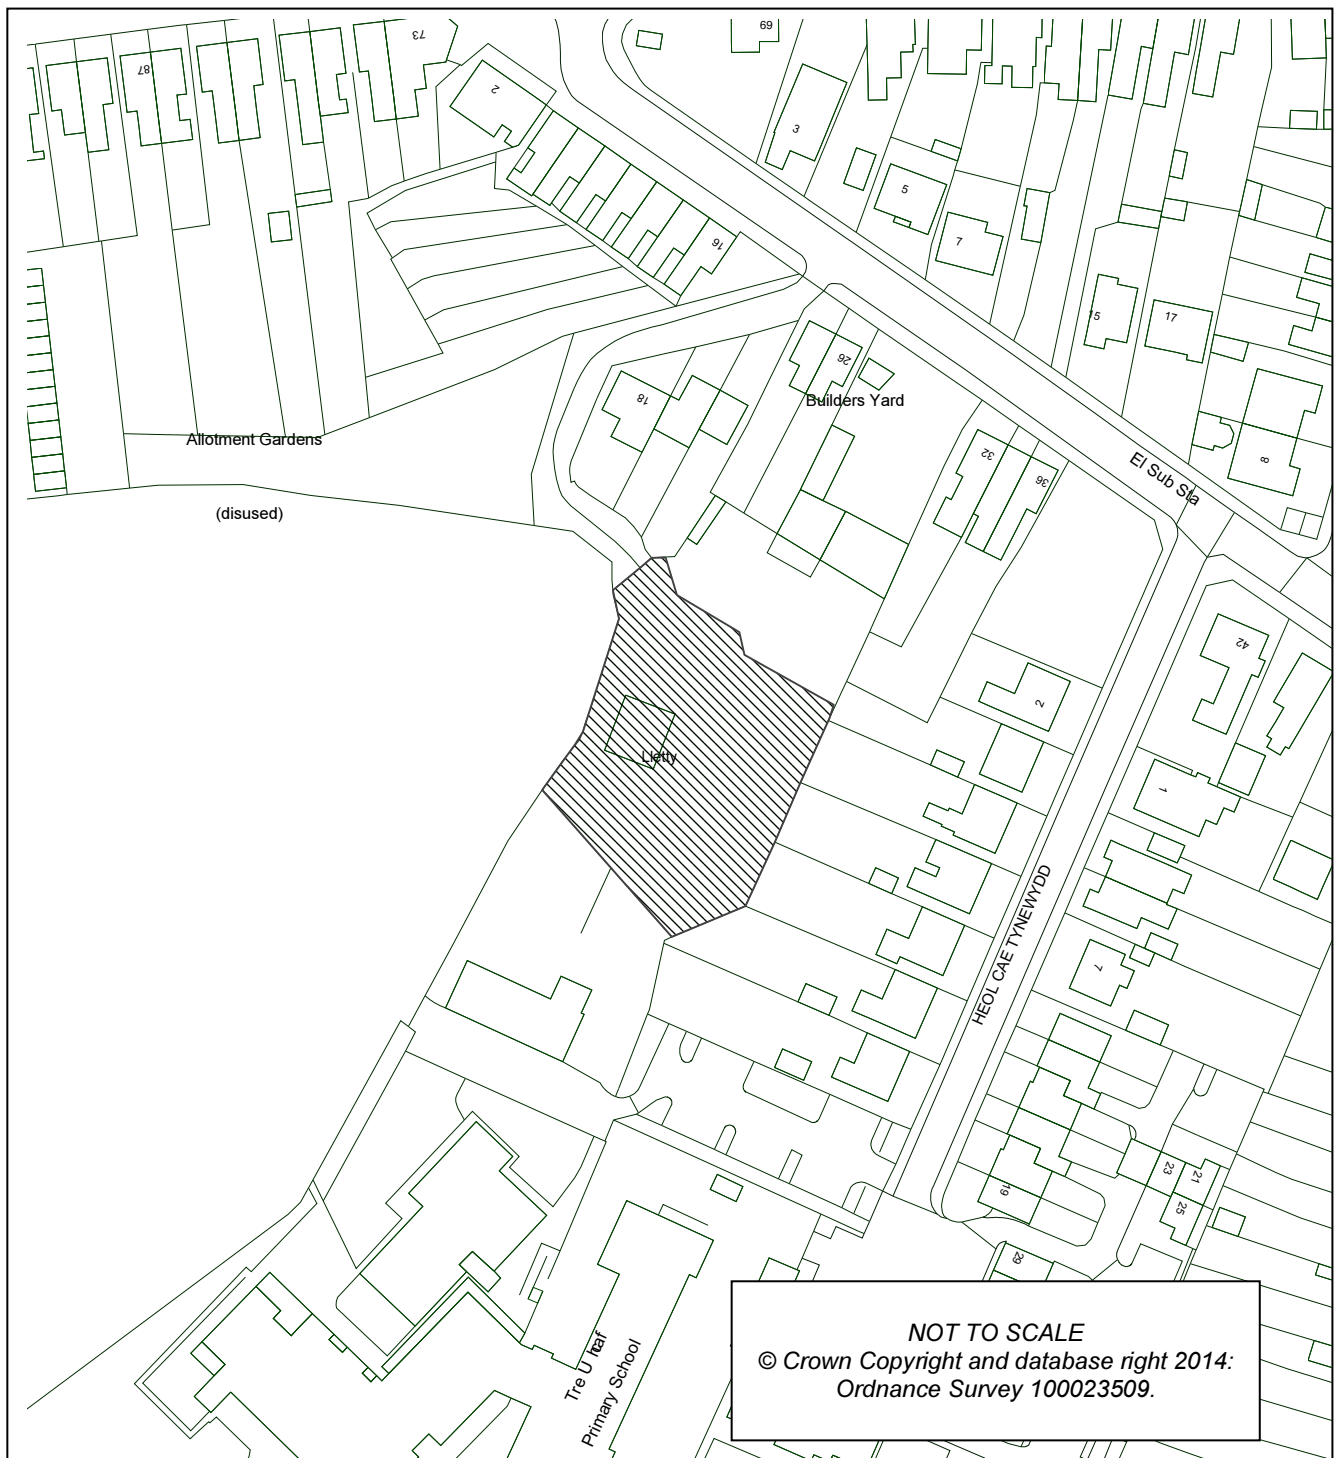 69
73
87
2
3
5
7
16
15
17
26
18
Builders Yard
Allotment Gardens
(disused)
32
36
8
El Sub Sta
42
2
Lletty
1
HEOL CAE TYNEWYDD
7
19
23
21
25
29
Primary School
NOT TO SCALE
© Crown Copyright and database right 2014:
Ordnance Survey 100023509.